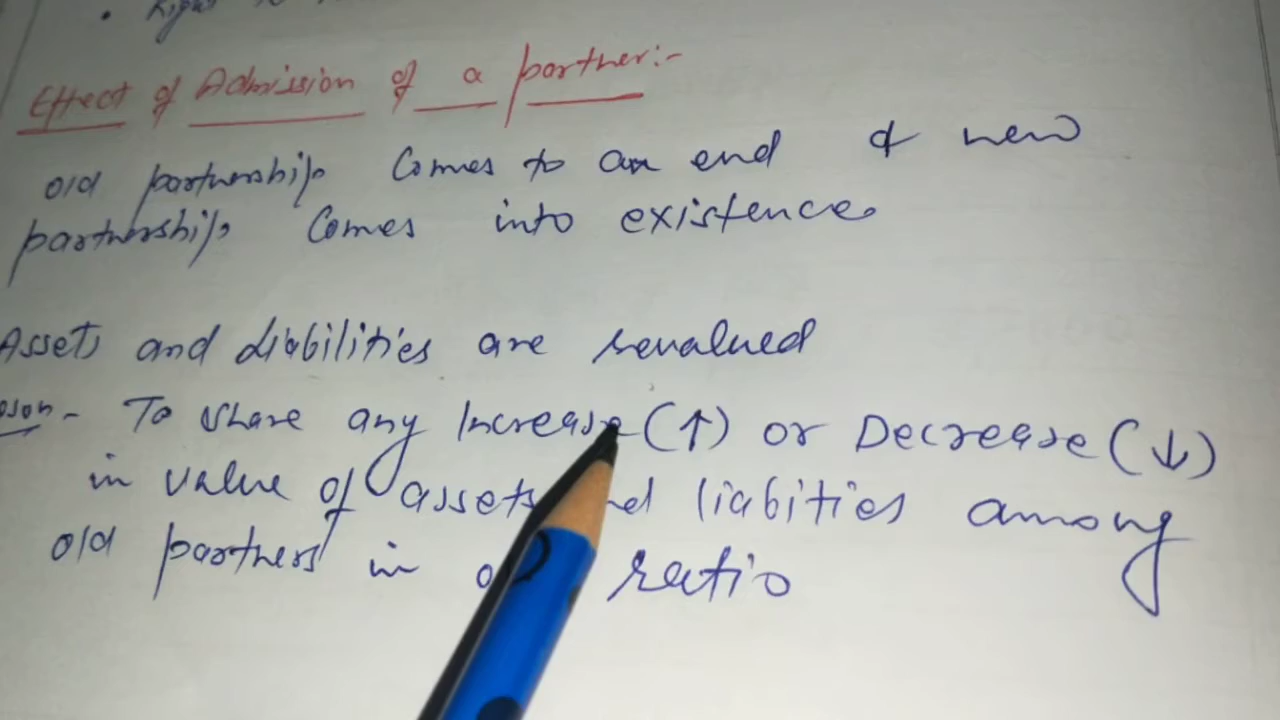 Effect of Admission of a partner:-
old partnership comes to an end & new
partnership comes into existence.
Assets and Liabilities are revalued
To share any Increase (↑) or Decrease (↓)
in value of assets liabities among
old partners in ratio